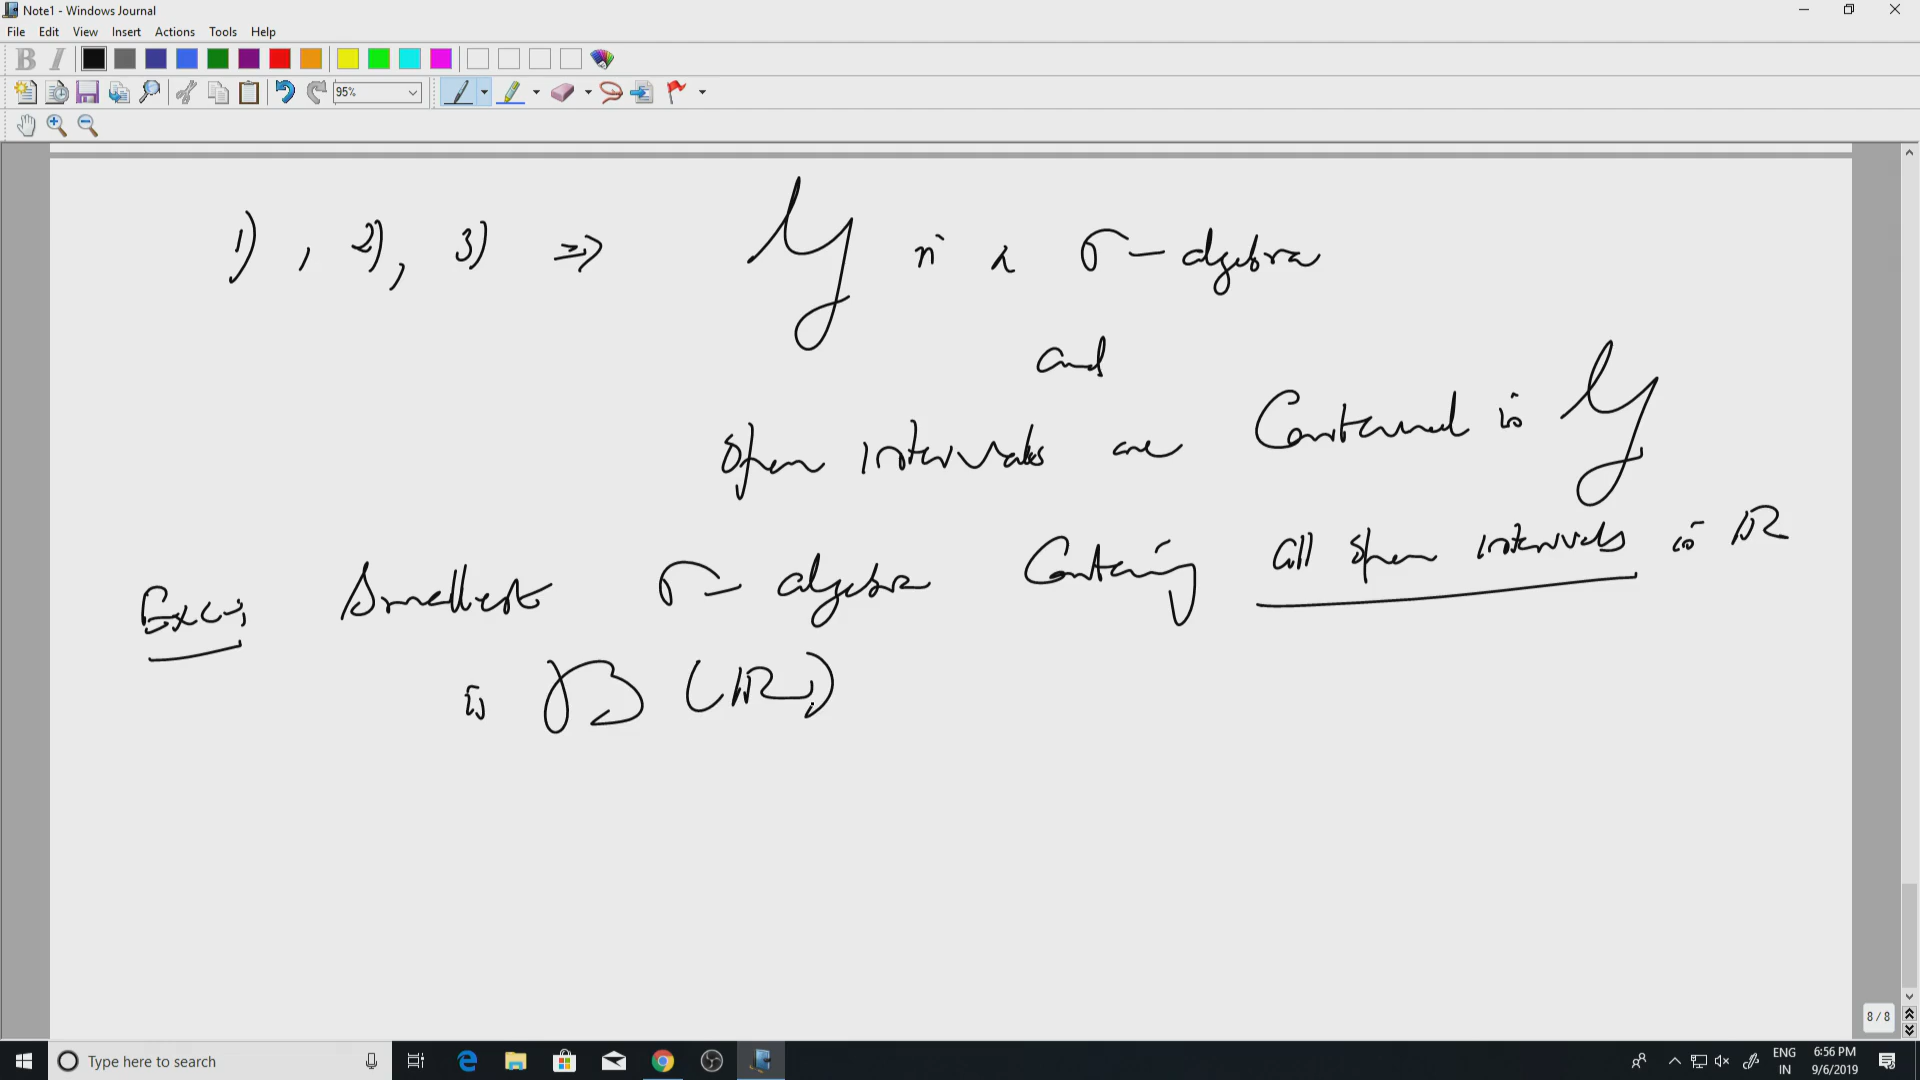 Note1 - Windows Journal
File Edit View Insert Actions Tools Help
B I
95%
1), 2), 3) ⇒ 𝒴 is a σ-algebra
and
open intervals are Contained in 𝒴
Exc: Smallest σ-algebra Containing all open intervals in ℝ
is ℬ(ℝ)
8 / 8
Type here to search
ENG 6:56 PM
IN 9/6/2019